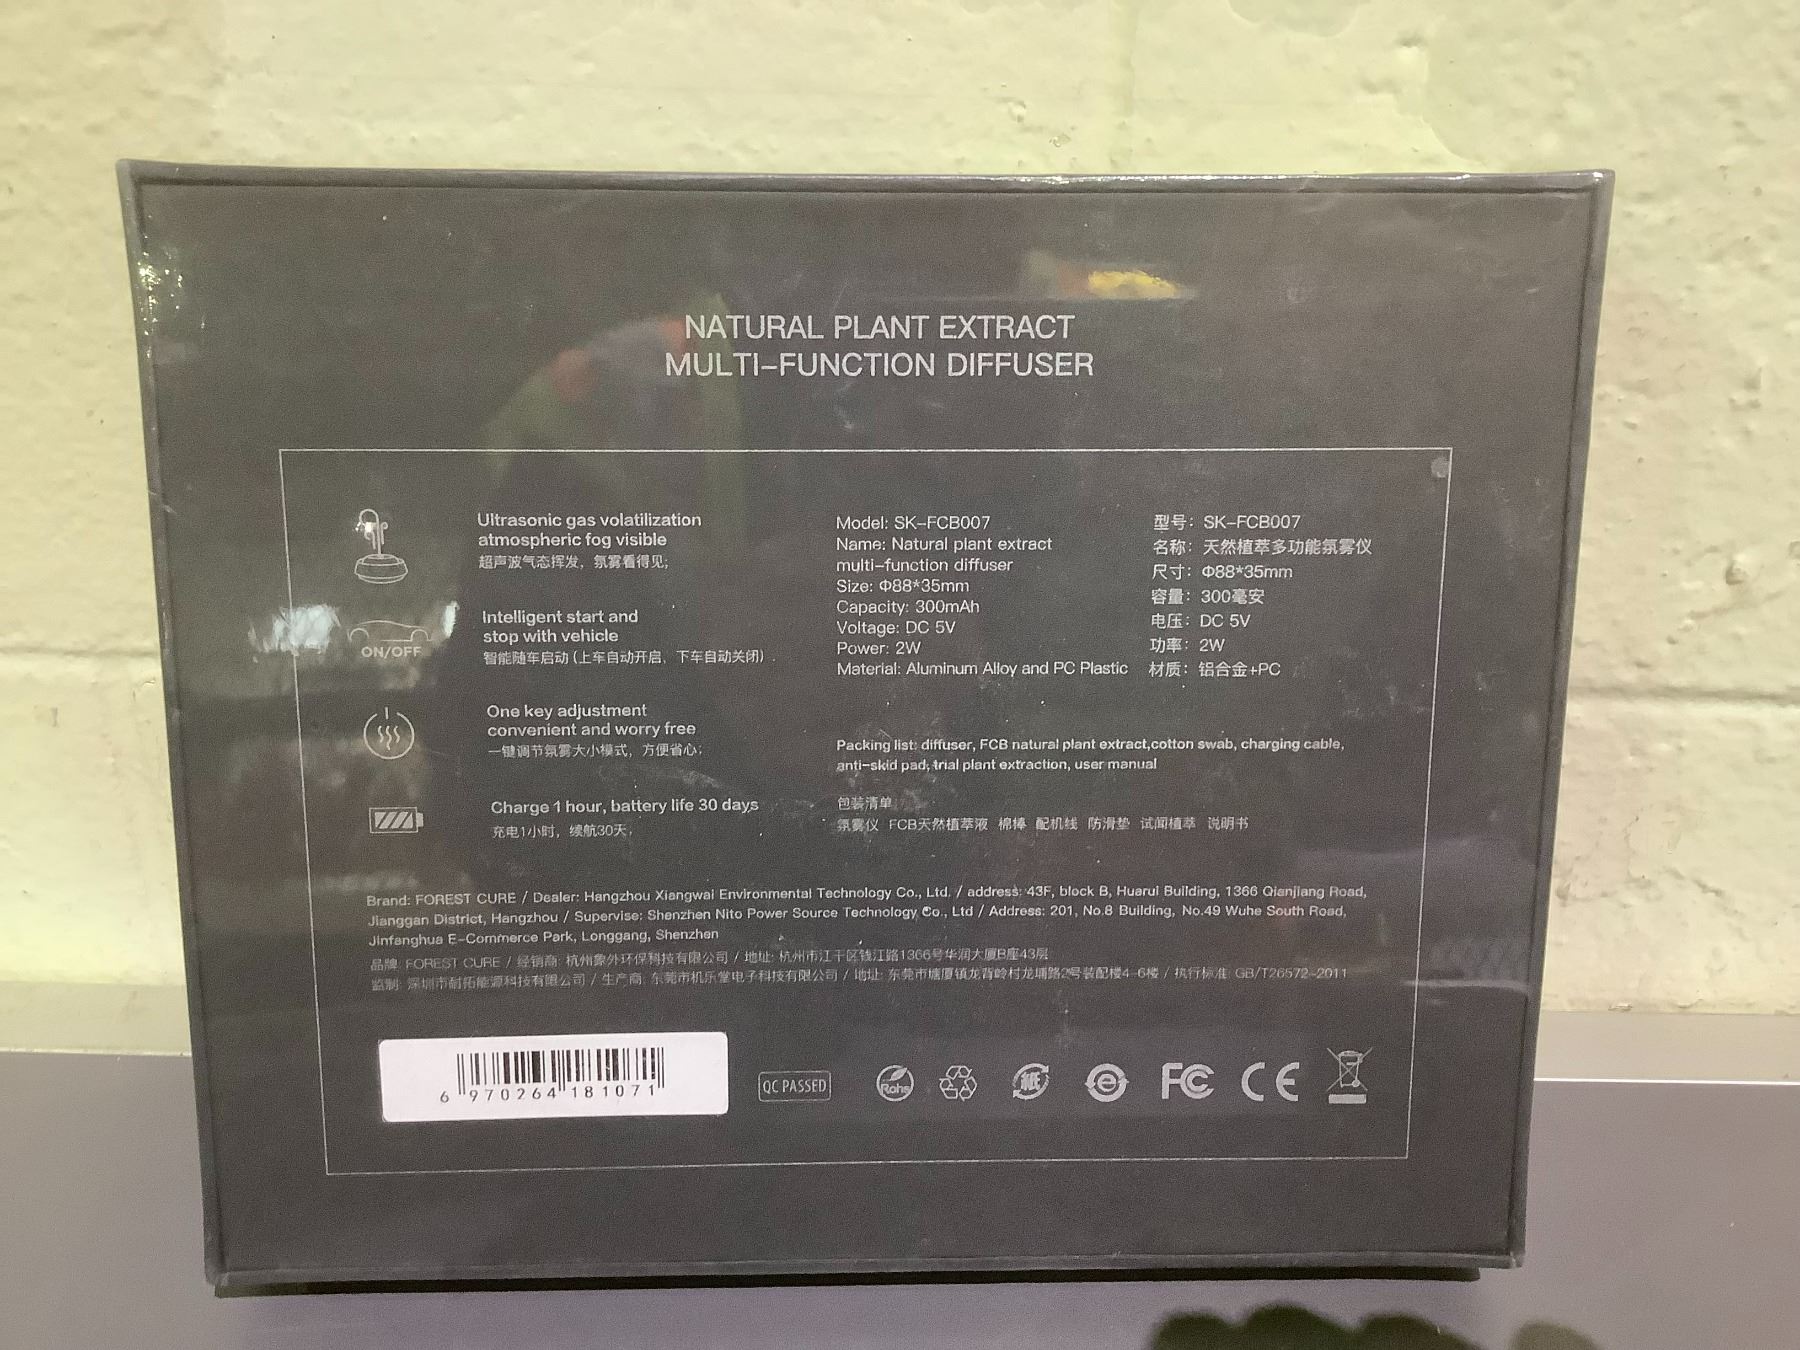 NATURAL PLANT EXTRACT
MULTI-FUNCTION DIFFUSER
Ultrasonic gas volatilization
atmospheric fog visible
超声波气态挥发，氛雾看得见；
ON/OFF
Intelligent start and
stop with vehicle
智能随车启动（上车自动开启，下车自动关闭）.
One key adjustment
convenient and worry free
一键调节氛雾大小模式，方便省心；
Charge 1 hour, battery life 30 days
充电1小时，续航30天，
Model: SK-FCB007
Name: Natural plant extract
multi-function diffuser
Size: Φ88*35mm
Capacity: 300mAh
Voltage: DC 5V
Power: 2W
Material: Aluminum Alloy and PC Plastic
型号：SK-FCB007
名称：天然植萃多功能氛雾仪
尺寸：Φ88*35mm
容量：300毫安
电压：DC 5V
功率：2W
材质：铝合金+PC
Packing list: diffuser, FCB natural plant extract,cotton swab, charging cable,
anti-skid pad, trial plant extraction, user manual
包装清单
氛雾仪 FCB天然植萃液 棉棒 配机线 防滑垫 试闻植萃 说明书
Brand: FOREST CURE / Dealer: Hangzhou Xiangwai Environmental Technology Co., Ltd. / address: 43F, block B, Huarui Building, 1366 Qianjiang Road,
Jianggan District, Hangzhou / Supervise: Shenzhen Nito Power Source Technology Co., Ltd / Address: 201, No.8 Building, No.49 Wuhe South Road,
Jinfanghua E-Commerce Park, Longgang, Shenzhen
品牌: FOREST CURE / 经销商: 杭州象外环保科技有限公司 / 地址: 杭州市江干区钱江路1366号华润大厦B座43层
监制: 深圳市耐拓能源科技有限公司 / 生产商: 东莞市机乐堂电子科技有限公司 / 地址: 东莞市塘厦镇龙背岭村龙埔路2号装配楼4-6楼 / 执行标准: GB/T26572-2011
6 970264 181071
QC PASSED
RoHS
FC
CE